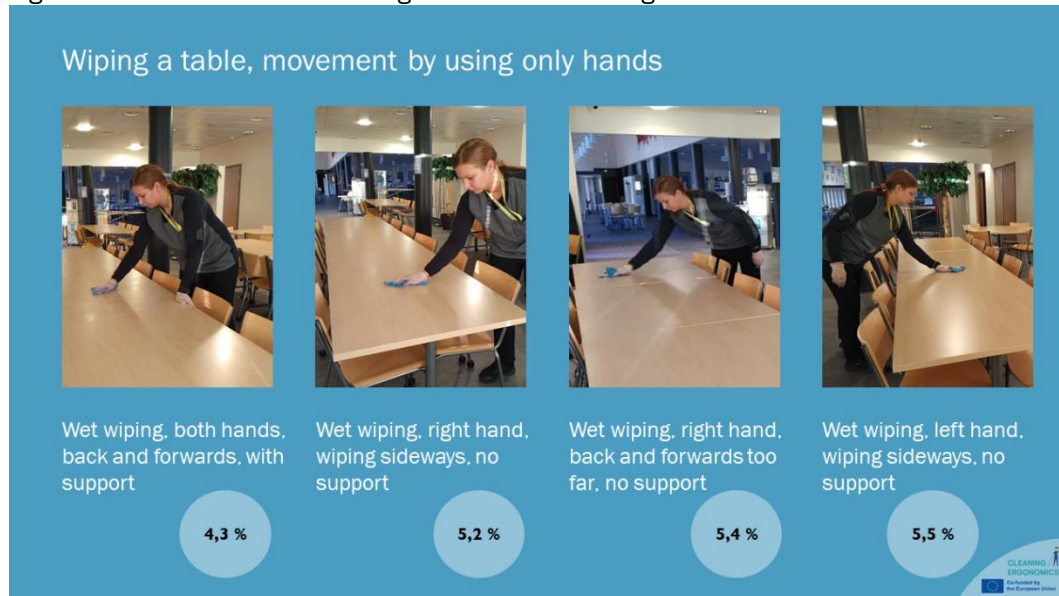 Wiping a table, movement by using only hands
Wet wiping, both hands,
back and forwards, with
support
4,3 %
Wet wiping, right hand,
wiping sideways, no
support
5,2 %
Wet wiping, right hand,
back and forwards too
far, no support
5,4 %
Wet wiping, left hand,
wiping sideways, no
support
5,5 %
CLEANING
ERGONOMICS
Co-funded by
the European Union